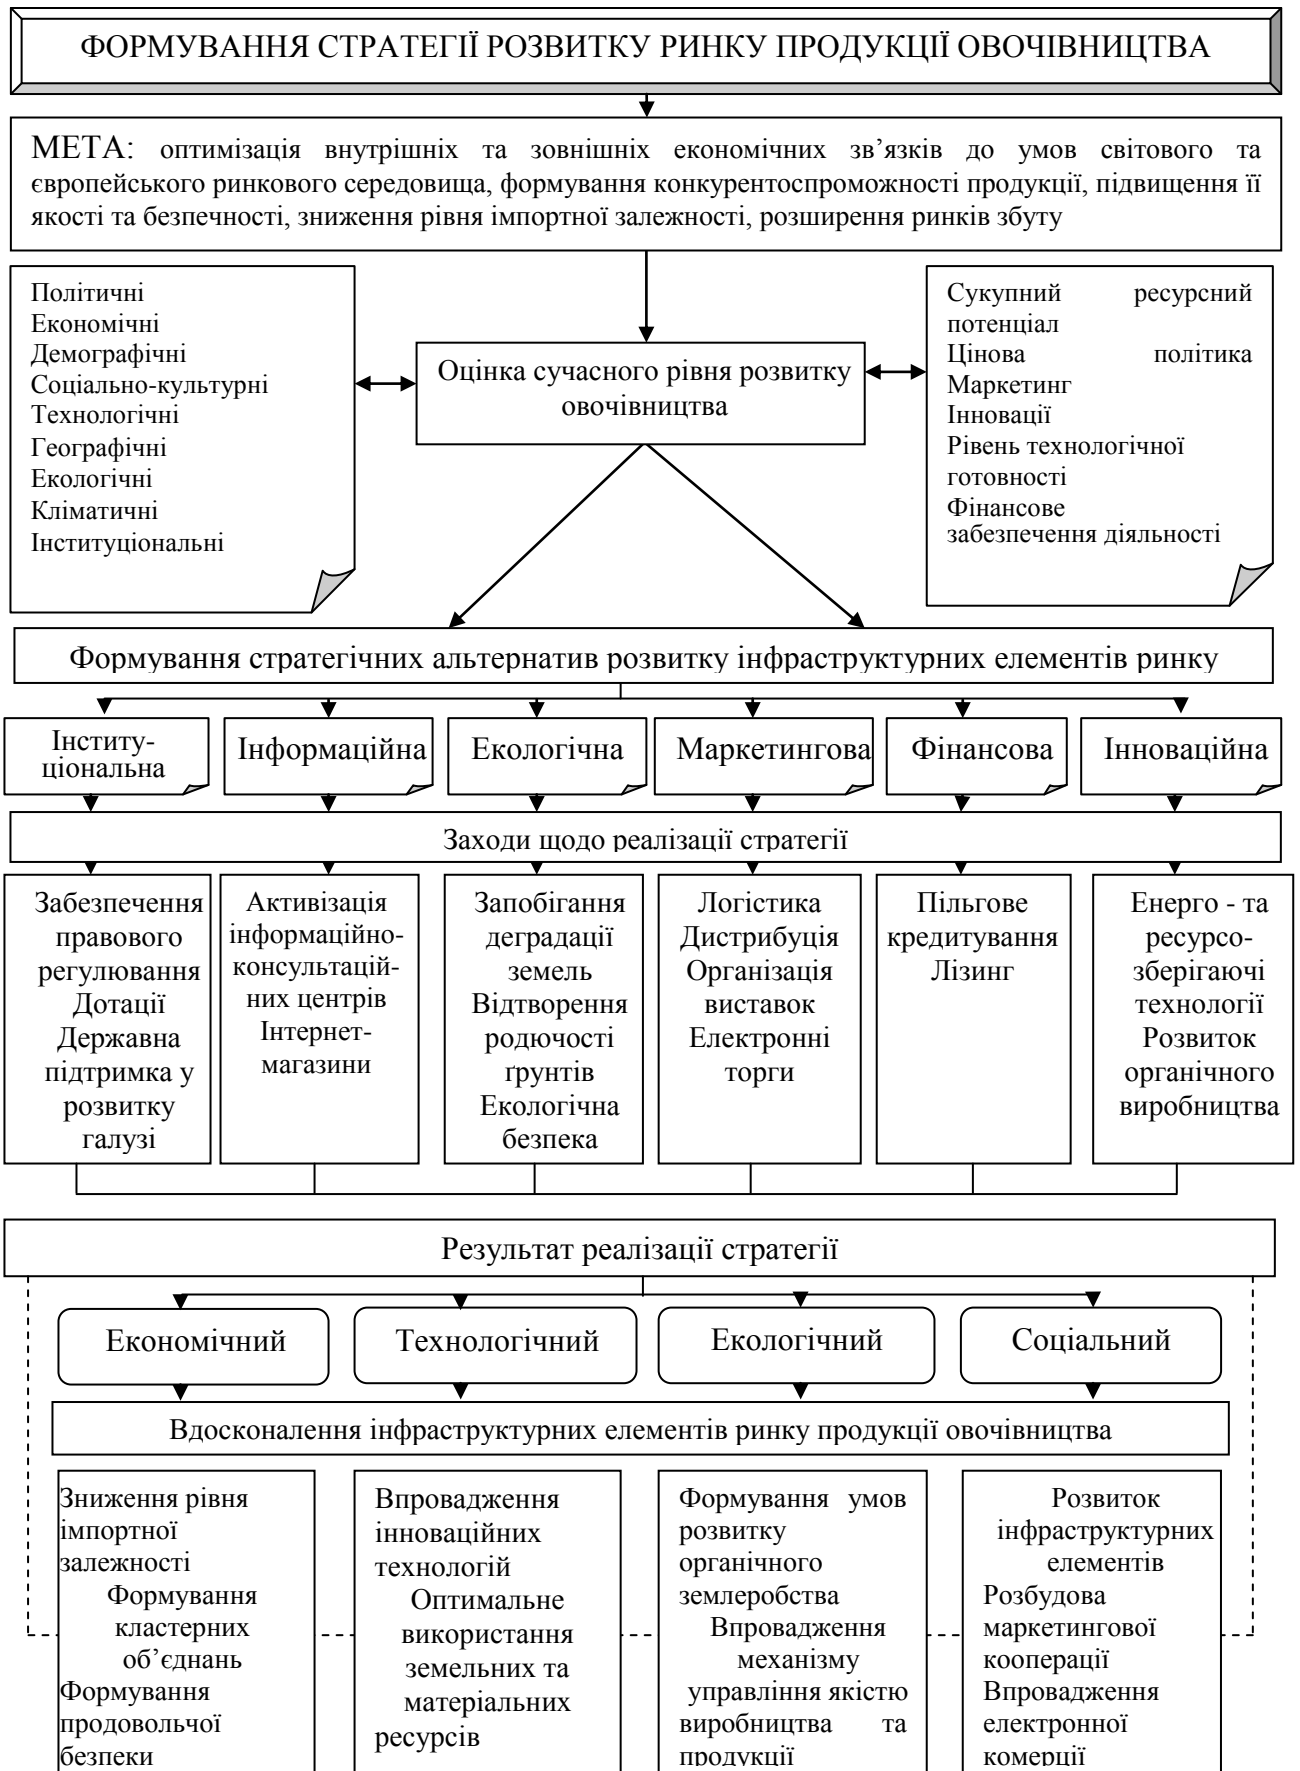 ФОРМУВАННЯ СТРАТЕГІЇ РОЗВИТКУ РИНКУ ПРОДУКЦІЇ ОВОЧІВНИЦТВА
МЕТА: оптимізація внутрішніх та зовнішніх економічних зв’язків до умов світового та
європейського ринкового середовища, формування конкурентоспроможності продукції, підвищення її
якості та безпечності, зниження рівня імпортної залежності, розширення ринків збуту
Політичні
Економічні
Демографічні
Соціально-культурні
Технологічні
Географічні
Екологічні
Кліматичні
Інституціональні
Оцінка сучасного рівня розвитку
овочівництва
Сукупний ресурсний
потенціал
Цінова політика
Маркетинг
Інновації
Рівень технологічної
готовності
Фінансове
забезпечення діяльності
Формування стратегічних альтернатив розвитку інфраструктурних елементів ринку
Институ-
ціональна
Інформаційна
Екологічна
Маркетингова
Фінансова
Інноваційна
Заходи щодо реалізації стратегії
Забезпечення
правового
регулювання
Дотації
Державна
підтримка у
розвитку
галузі
Активізація
інформаційно-
консультацій-
них центрів
Інтернет-
магазини
Запобігання
деградації
земель
Відтворення
родючості
ґрунтів
Екологічна
безпека
Логістика
Дистрибуція
Організація
виставок
Електронні
торги
Пільгове
кредитування
Лізинг
Енерго - та
ресурсо-
зберігаючі
технології
Розвиток
органічного
виробництва
Результат реалізації стратегії
Економічний
Технологічний
Екологічний
Соціальний
Вдосконалення інфраструктурних елементів ринку продукції овочівництва
Зниження рівня
імпортної
залежності
Формування
кластерних
об’єднань
Формування
продовольчої
безпеки
Впровадження
інноваційних
технологій
Оптимальне
використання
земельних та
матеріальних
ресурсів
Формування умов
розвитку
органічного
землеробства
Впровадження
механізму
управління якістю
виробництва та
продукції
Розвиток
інфраструктурних
елементів
Розбудова
маркетингової
кооперації
Впровадження
електронної
комерції